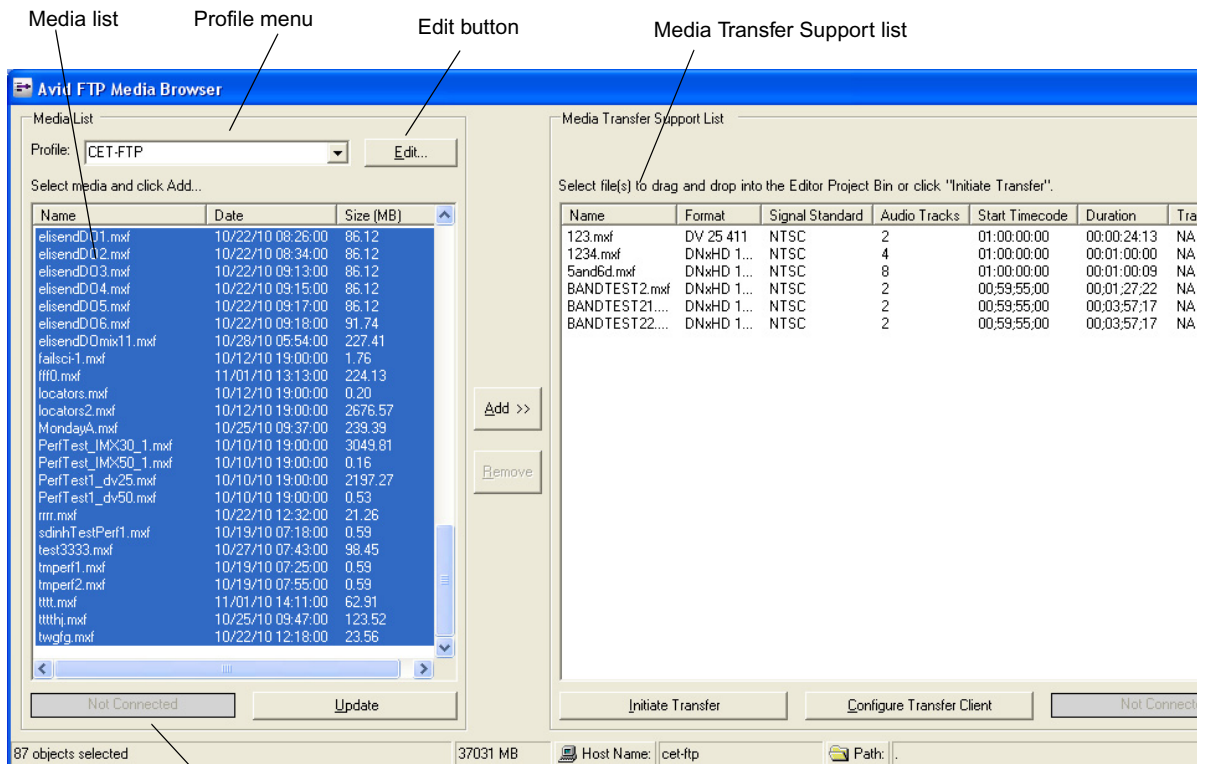 Media list
Profile menu
Edit button
Media Transfer Support list
Avid FTP Media Browser
Media List
Profile: CET-FTP Edit...
Select media and click Add...
Name Date Size (MB)
elisendDO1.mxf 10/22/10 08:26:00 86.12
elisendDO2.mxf 10/22/10 08:34:00 86.12
elisendDO3.mxf 10/22/10 09:13:00 86.12
elisendDO4.mxf 10/22/10 09:15:00 86.12
elisendDO5.mxf 10/22/10 09:17:00 86.12
elisendDO6.mxf 10/22/10 09:18:00 91.74
elisendDOmix11.mxf 10/28/10 05:54:00 227.41
failsci-1.mxf 10/12/10 19:00:00 1.76
fff0.mxf 11/01/10 13:13:00 224.13
locators.mxf 10/12/10 19:00:00 0.20
locators2.mxf 10/12/10 19:00:00 2676.57
MondayA.mxf 10/25/10 09:37:00 239.39
PerfTest_IMX30_1.mxf 10/10/10 19:00:00 3049.81
PerfTest_IMX50_1.mxf 10/10/10 19:00:00 0.16
PerfTest1_dv25.mxf 10/10/10 19:00:00 2197.27
PerfTest1_dv50.mxf 10/10/10 19:00:00 0.53
rrrr.mxf 10/22/10 12:32:00 21.26
sdinhTestPerf1.mxf 10/19/10 07:18:00 0.59
test3333.mxf 10/27/10 07:43:00 98.45
tmperf1.mxf 10/19/10 07:25:00 0.59
tmperf2.mxf 10/19/10 07:55:00 0.59
tttt.mxf 11/01/10 14:11:00 62.91
tttthj.mxf 10/25/10 09:47:00 123.52
twgfg.mxf 10/22/10 12:18:00 23.56
Not Connected Update
Add >>
Remove
Media Transfer Support List
Select file(s) to drag and drop into the Editor Project Bin or click "Initiate Transfer".
Name Format Signal Standard Audio Tracks Start Timecode Duration Tra
123.mxf DV 25 411 NTSC 2 01:00:00:00 00:00:24:13 NA
1234.mxf DNxHD 1... NTSC 4 01:00:00:00 00:01:00:00 NA
5and6d.mxf DNxHD 1... NTSC 8 01:00:00:00 00:01:00:09 NA
BANDTEST2.mxf DNxHD 1... NTSC 2 00;59;55;00 00;01;27;22 NA
BANDTEST21.... DNxHD 1... NTSC 2 00;59;55;00 00;03;57;17 NA
BANDTEST22.... DNxHD 1... NTSC 2 00;59;55;00 00;03;57;17 NA
Initiate Transfer Configure Transfer Client Not Connect
87 objects selected 37031 MB Host Name: cet-ftp Path: .